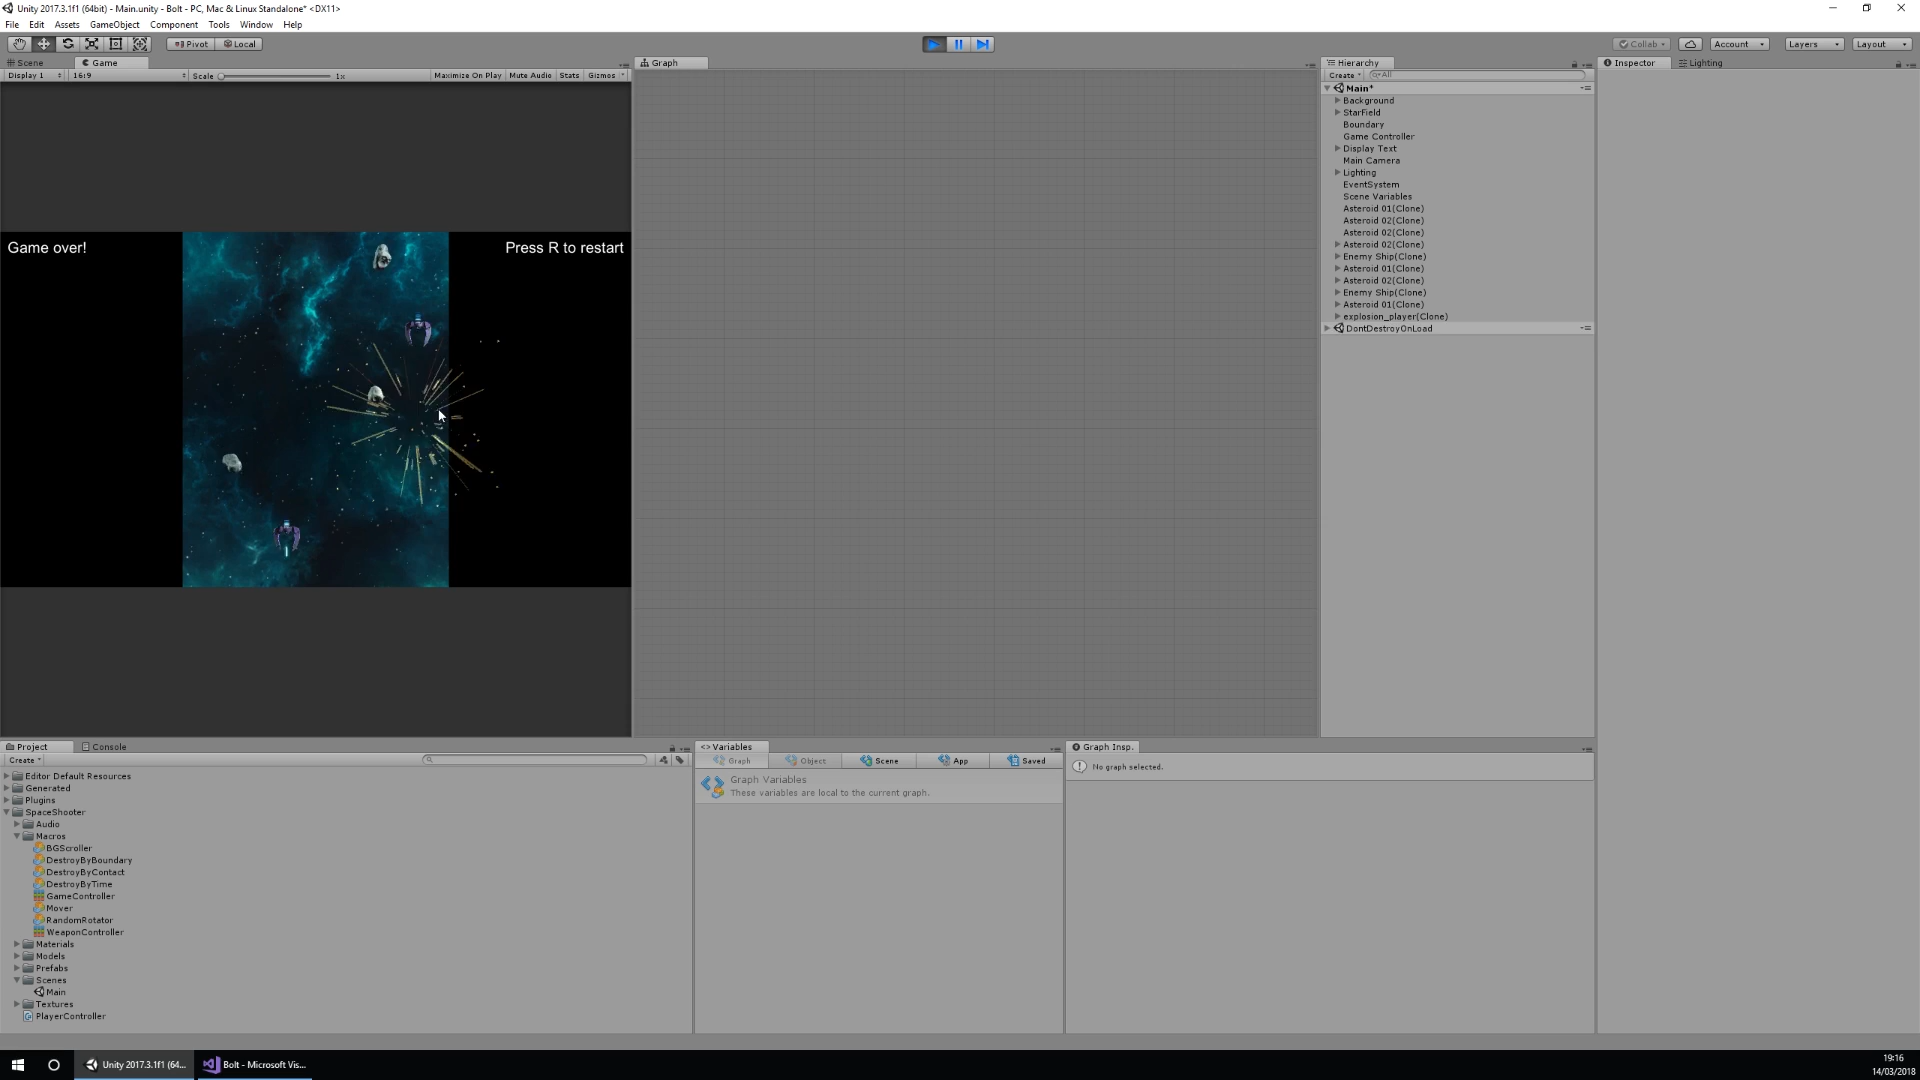 Unity 2017.3.1f1 (64bit) - Main.unity - Bolt - PC, Mac & Linux Standalone* <DX11>
File Edit Assets GameObject Component Tools Window Help
Pivot Local Collab Account Layers Layout
Scene Game
Display 1 16:9 Scale 1x Maximize On Play Mute Audio Stats Gizmos
Game over!
Press R to restart
Graph
Hierarchy
Create All
Main*
Background
StarField
Boundary
Game Controller
Display Text
Main Camera
Lighting
EventSystem
Scene Variables
Asteroid 01(Clone)
Asteroid 02(Clone)
Asteroid 02(Clone)
Asteroid 02(Clone)
Enemy Ship(Clone)
Asteroid 01(Clone)
Asteroid 02(Clone)
Enemy Ship(Clone)
Asteroid 01(Clone)
explosion_player(Clone)
DontDestroyOnLoad
Inspector Lighting
Project Console
Create
Editor Default Resources
Generated
Plugins
SpaceShooter
Audio
Macros
BGScroller
DestroyByBoundary
DestroyByContact
DestroyByTime
GameController
Mover
RandomRotator
WeaponController
Materials
Models
Prefabs
Scenes
Main
Textures
PlayerController
<> Variables
Graph Object Scene App Saved
Graph Variables
These variables are local to the current graph.
Graph Insp.
No graph selected.
Unity 2017.3.1f1 (64...
Bolt - Microsoft Vis...
19:16
14/03/2018